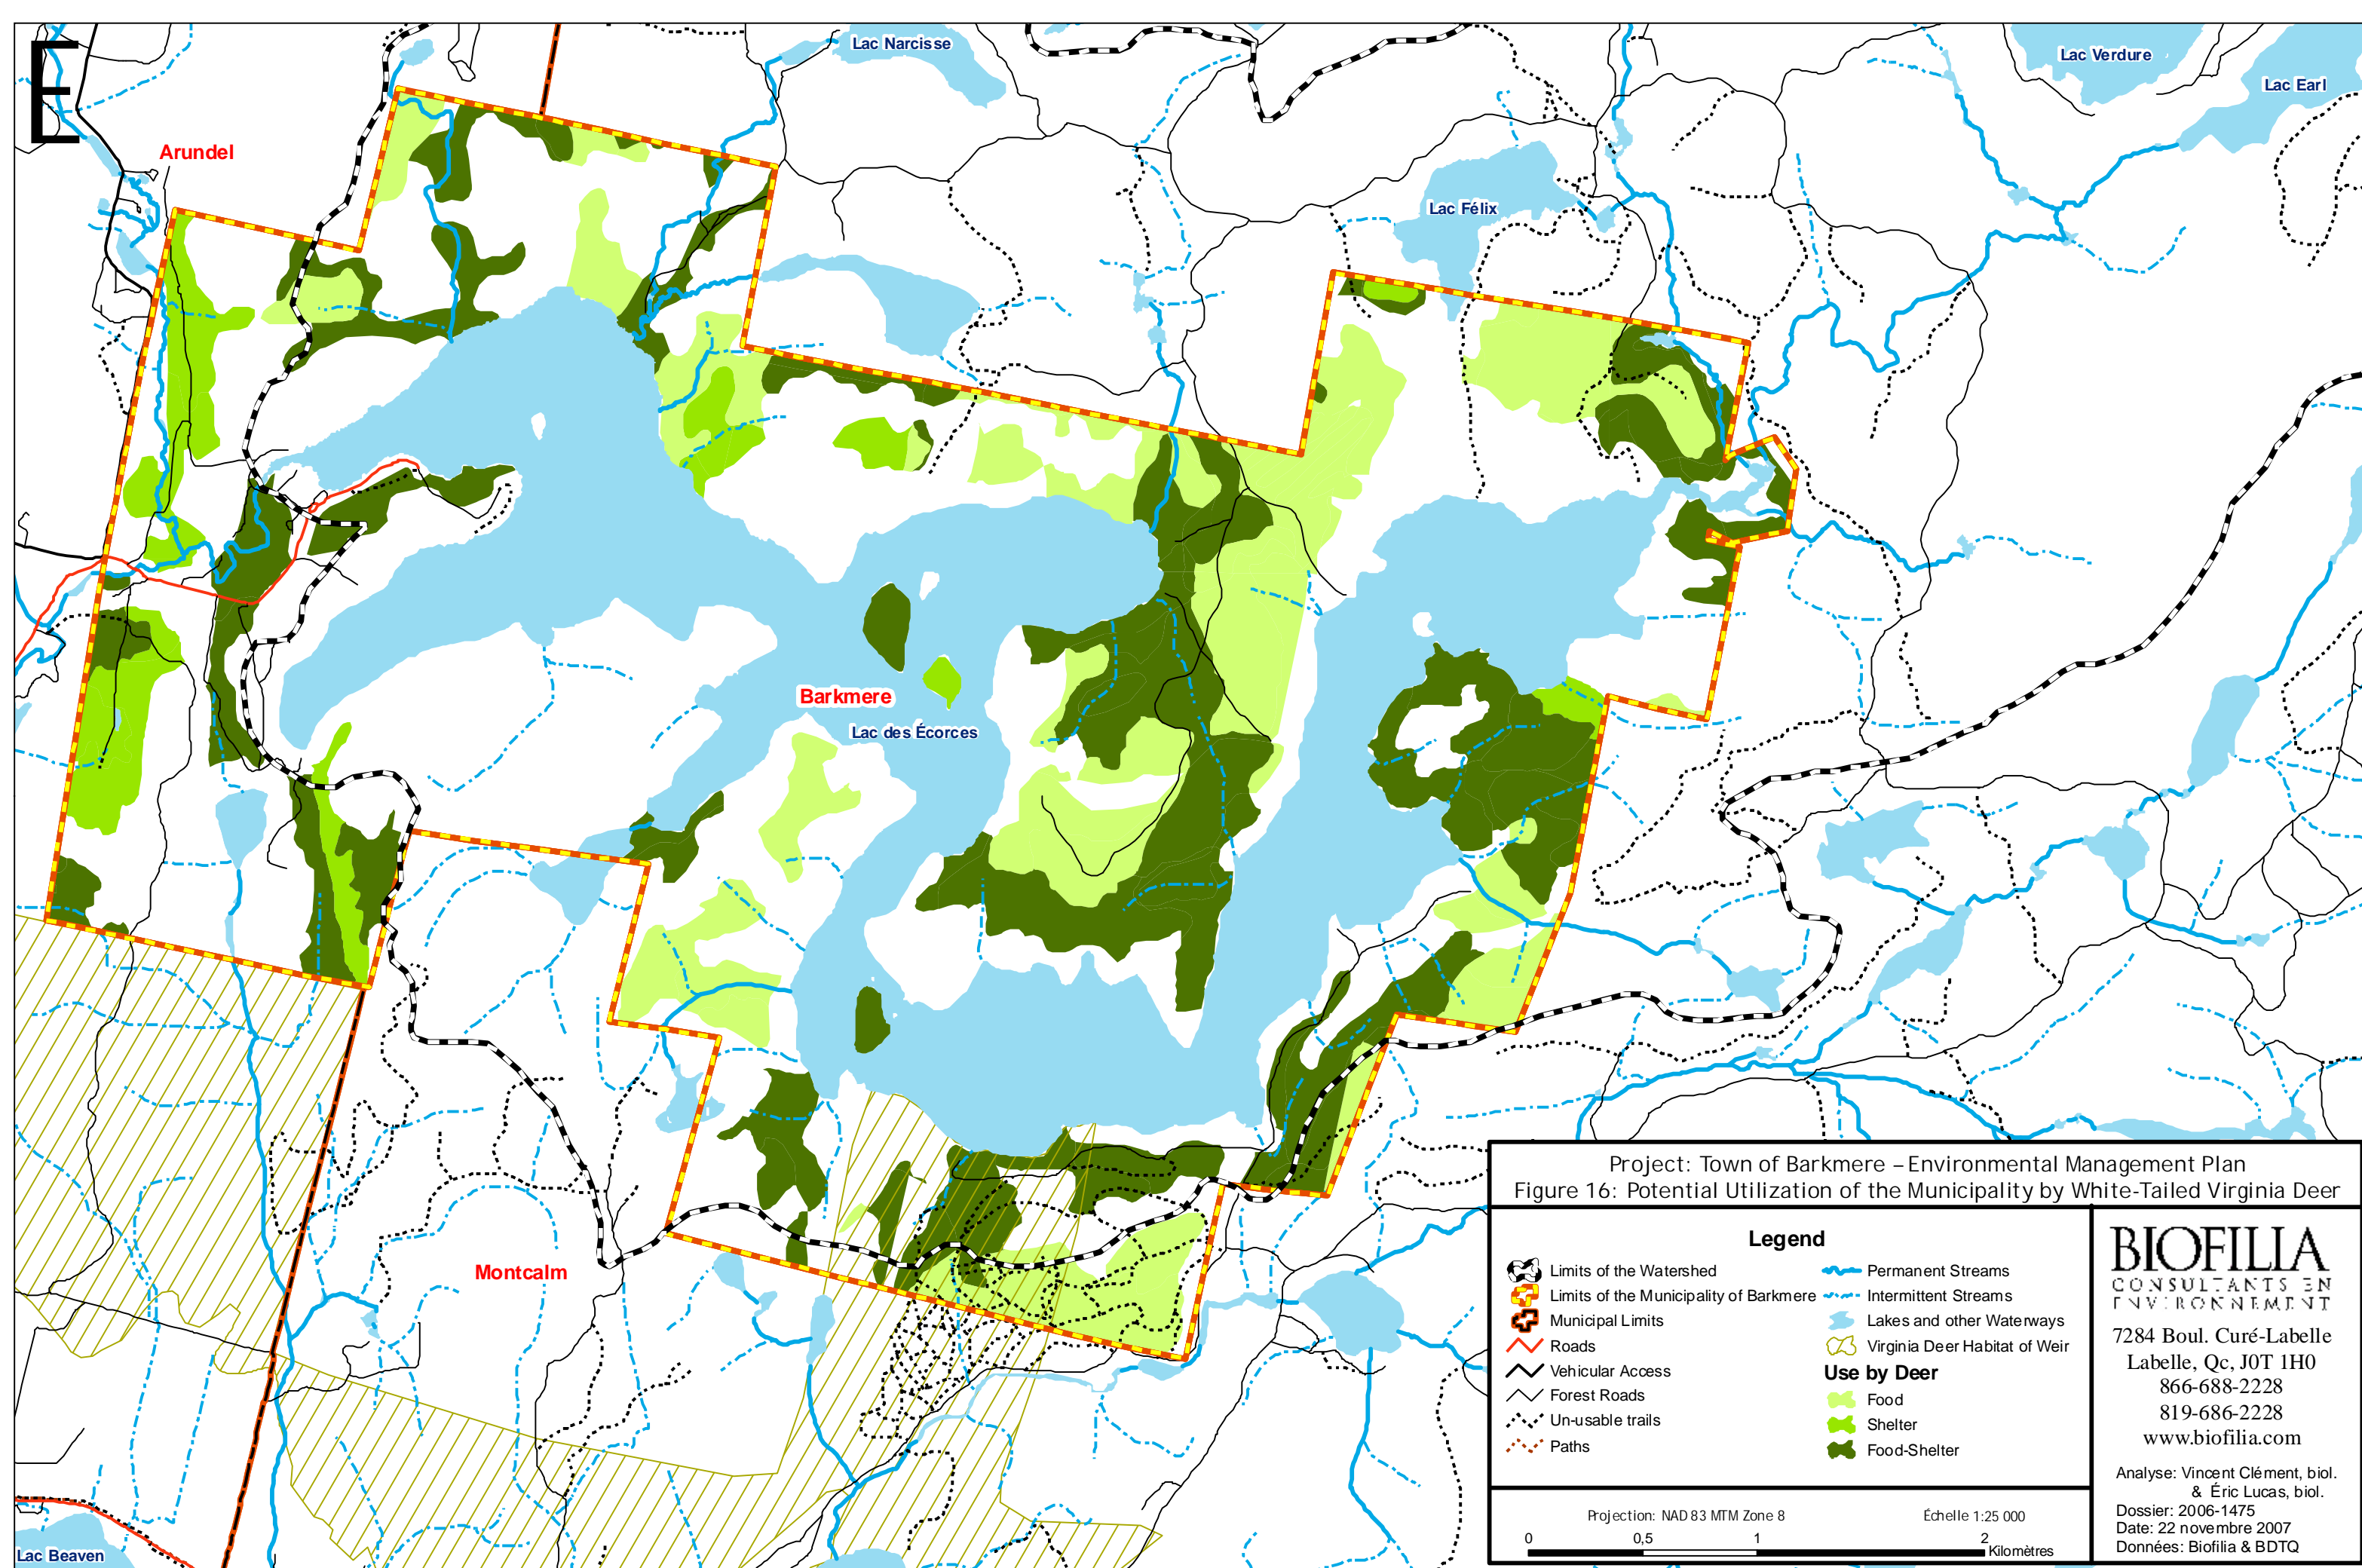 E
Lac Narcisse
Lac Verdure
Lac Earl
Arundel
Lac Félix
Barkmere
Lac des Écorces
Montcalm
Lac Beaven
Project: Town of Barkmere – Environmental Management Plan
Figure 16: Potential Utilization of the Municipality by White-Tailed Virginia Deer
Legend
Limits of the Watershed
Limits of the Municipality of Barkmere
Municipal Limits
Roads
Vehicular Access
Forest Roads
Un-usable trails
Paths
Permanent Streams
Intermittent Streams
Lakes and other Waterways
Virginia Deer Habitat of Weir
Use by Deer
Food
Shelter
Food-Shelter
Projection: NAD 83 MTM Zone 8
Échelle 1:25 000
0 0,5 1 2
Kilomètres
BIOFILIA
CONSULTANTS EN
ENVIRONNEMENT
7284 Boul. Curé-Labelle
Labelle, Qc, J0T 1H0
866-688-2228
819-686-2228
www.biofilia.com
Analyse: Vincent Clément, biol.
& Éric Lucas, biol.
Dossier: 2006-1475
Date: 22 novembre 2007
Données: Biofilia & BDTQ